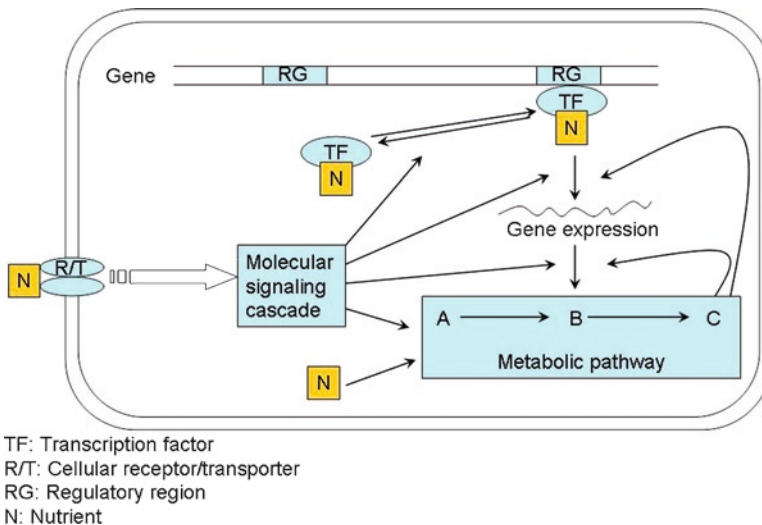 Gene
RG
RG
TF
N
TF
N
Gene expression
N
R/T
Molecular
signaling
cascade
A
B
C
Metabolic pathway
N
TF: Transcription factor
R/T: Cellular receptor/transporter
RG: Regulatory region
N: Nutrient